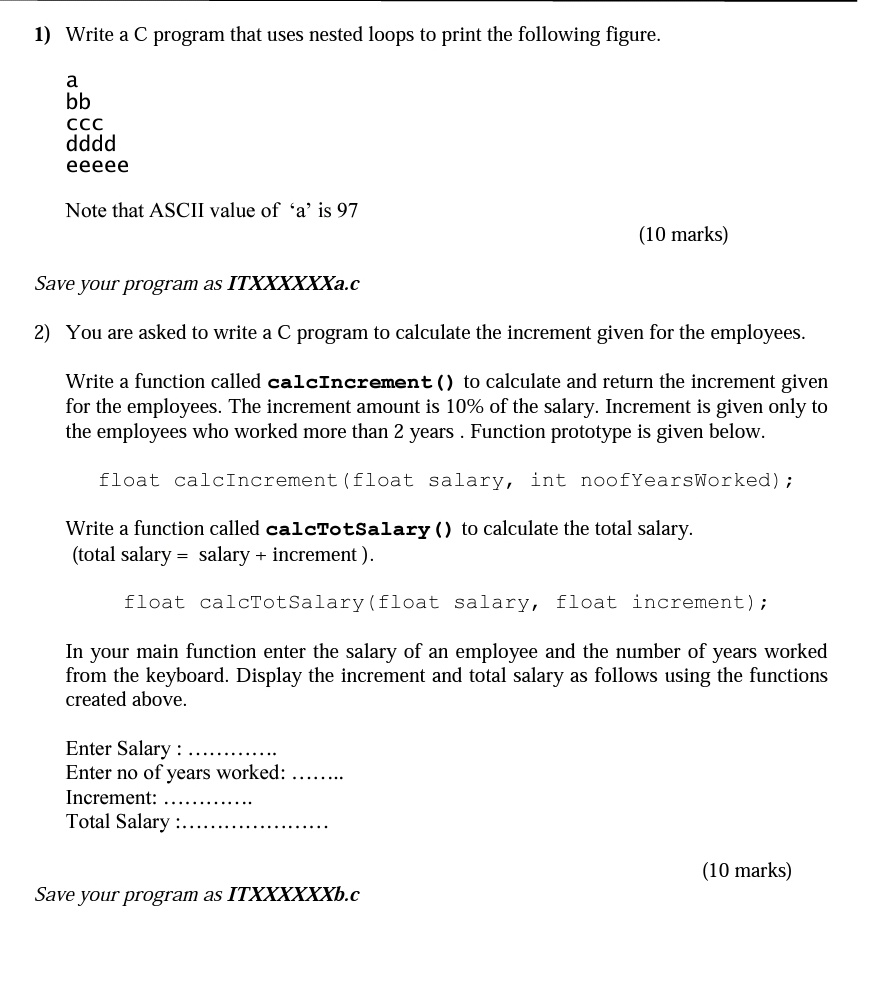 1) Write a C program that uses nested loops to print the following figure.
a
bb
ccc
dddd
eeeee
Note that ASCII value of ‘a’ is 97
(10 marks)
Save your program as ITXXXXXXa.c
2) You are asked to write a C program to calculate the increment given for the employees.
Write a function called calcIncrement() to calculate and return the increment given
for the employees. The increment amount is 10% of the salary. Increment is given only to
the employees who worked more than 2 years . Function prototype is given below.
float calcIncrement(float salary, int noofYearsWorked);
Write a function called calcTotSalary() to calculate the total salary.
(total salary = salary + increment ).
float calcTotSalary(float salary, float increment);
In your main function enter the salary of an employee and the number of years worked
from the keyboard. Display the increment and total salary as follows using the functions
created above.
Enter Salary : ………….
Enter no of years worked: ……..
Increment: ………….
Total Salary :…………………
(10 marks)
Save your program as ITXXXXXXb.c